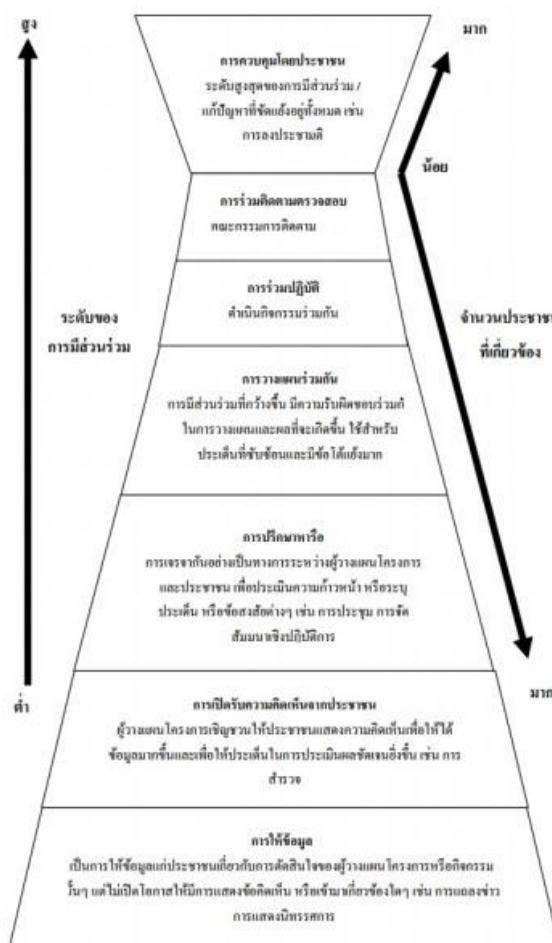 สูง
มาก
การควบคุมโดยประชาชน
ระดับสูงสุดของการมีส่วนร่วม /
แก้ปัญหาที่ขัดแย้งอยู่ทั้งหมด เช่น
การลงประชามติ
น้อย
การร่วมติดตามตรวจสอบ
คณะกรรมการติดตาม
การร่วมปฏิบัติ
ดำเนินกิจกรรมร่วมกัน
ระดับของ
การมีส่วนร่วม
จำนวนประชาชน
ที่เกี่ยวข้อง
การวางแผนร่วมกัน
การมีส่วนร่วมที่กว้างขึ้น มีความรับผิดชอบร่วมกั
ในการวางแผนและผลที่จะเกิดขึ้น ใช้สำหรับ
ประเด็นที่ซับซ้อนและมีข้อโต้แย้งมาก
การปรึกษาหารือ
การเจรจากันอย่างเป็นทางการระหว่างผู้วางแผนโครงการ
และประชาชน เพื่อประเมินความก้าวหน้า หรือระบุ
ประเด็น หรือข้อสงสัยต่างๆ เช่น การประชุม การจัด
สัมมนาเชิงปฏิบัติการ
ต่ำ
มาก
การเปิดรับความคิดเห็นจากประชาชน
ผู้วางแผนโครงการเชิญชวนให้ประชาชนแสดงความคิดเห็นเพื่อให้ได้
ข้อมูลมากขึ้นและเพื่อให้ประเด็นในการประเมินผลชัดเจนยิ่งขึ้น เช่น การ
สำรวจ
การให้ข้อมูล
เป็นการให้ข้อมูลแก่ประชาชนเกี่ยวกับการตัดสินใจของผู้วางแผนโครงการหรือกิจกรรม
นั้นๆ แต่ไม่เปิดโอกาสให้มีการแสดงข้อคิดเห็น หรือเข้ามาเกี่ยวข้องใดๆ เช่น การแถลงข่าว
การแสดงนิทรรศการ